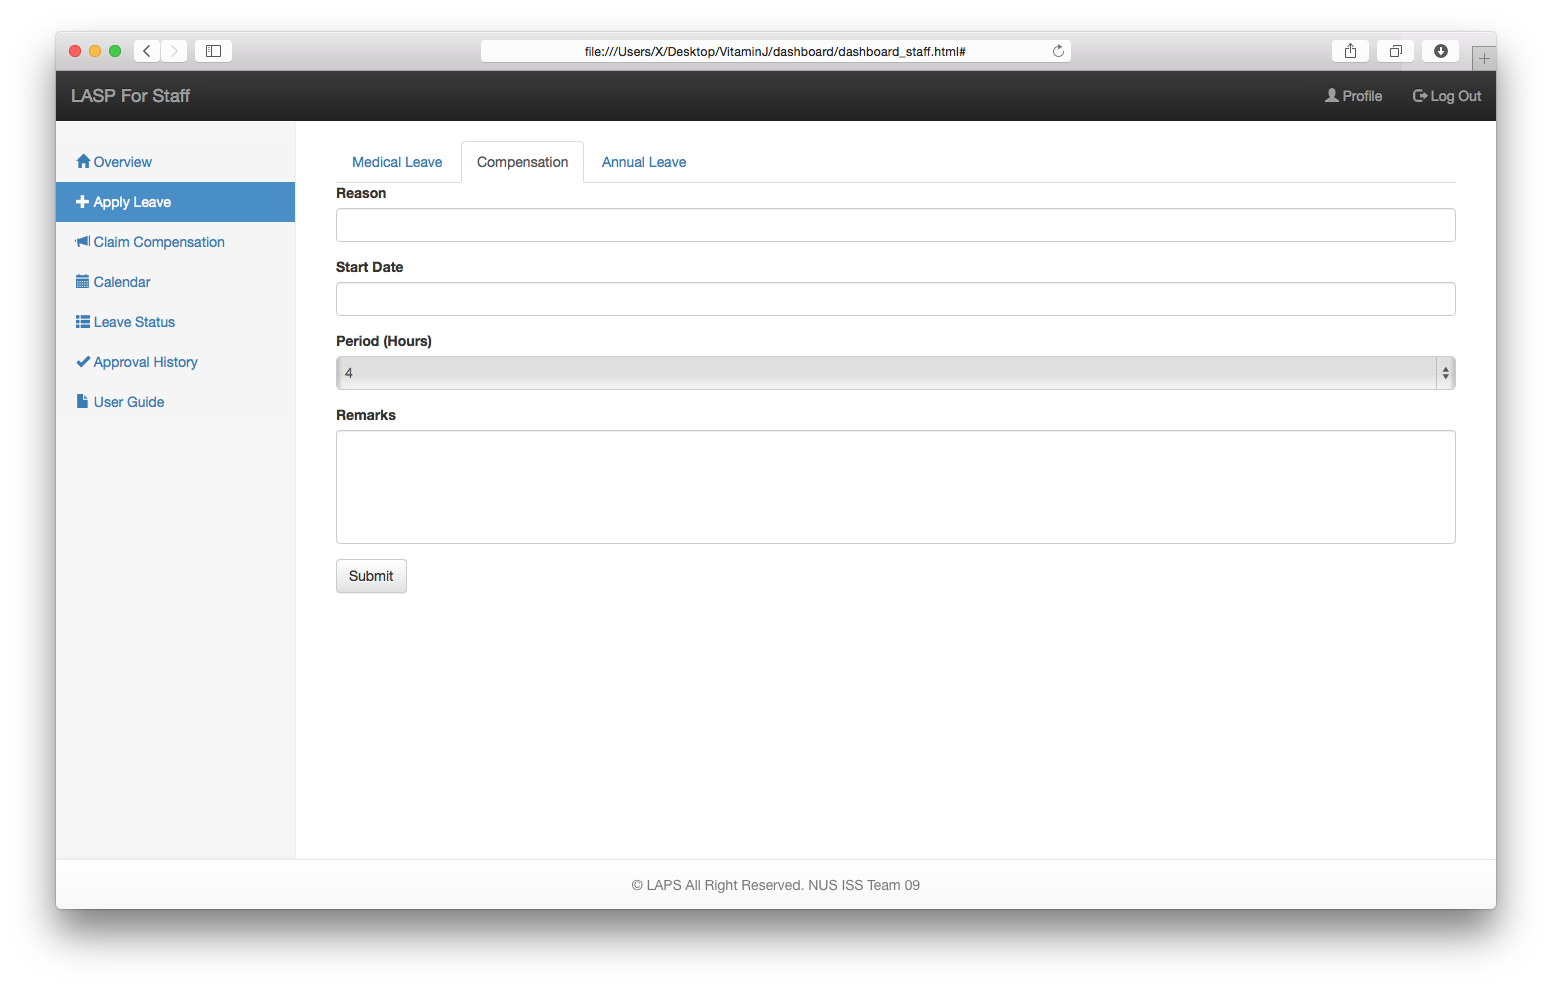 file:///Users/X/Desktop/VitaminJ/dashboard/dashboard_staff.html#
LASP For Staff
Profile
Log Out
Overview
Apply Leave
Claim Compensation
Calendar
Leave Status
Approval History
User Guide
Medical Leave
Compensation
Annual Leave
Reason
Start Date
Period (Hours)
4
Remarks
Submit
© LAPS All Right Reserved. NUS ISS Team 09